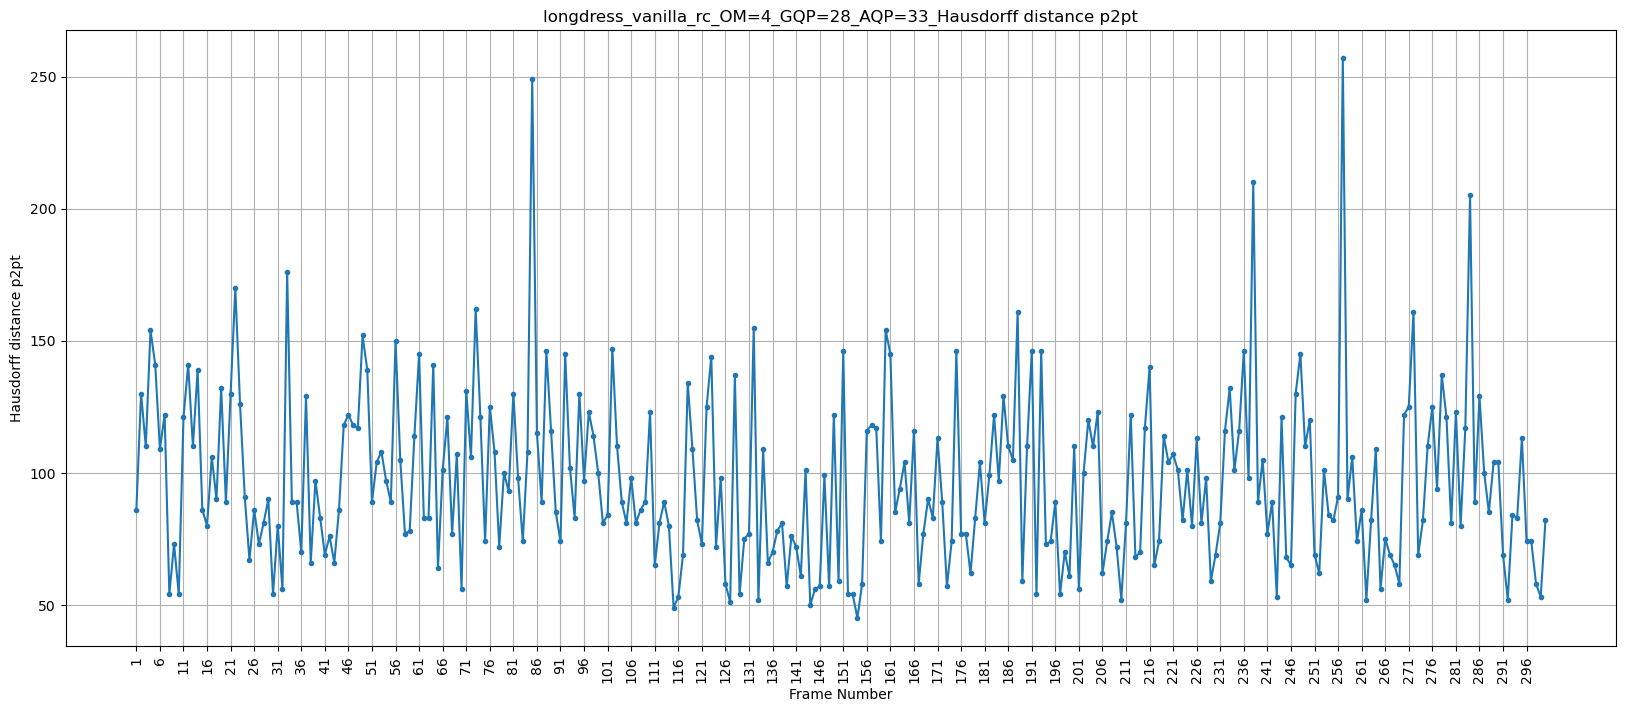 longdress_vanilla_rc_OM=4_GQP=28_AQP=33_Hausdorff distance p2pt
Hausdorff distance p2pt
250
200
150
100
50
1 6 11 16 21 26 31 36 41 46 51 56 61 66 71 76 81 86 91 96 101 106 111 116 121 126 131 136 141 146 151 156 161 166 171 176 181 186 191 196 201 206 211 216 221 226 231 236 241 246 251 256 261 266 271 276 281 286 291 296
Frame Number